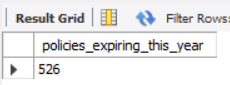 Result Grid Filter Rows:
policies_expiring_this_year
526